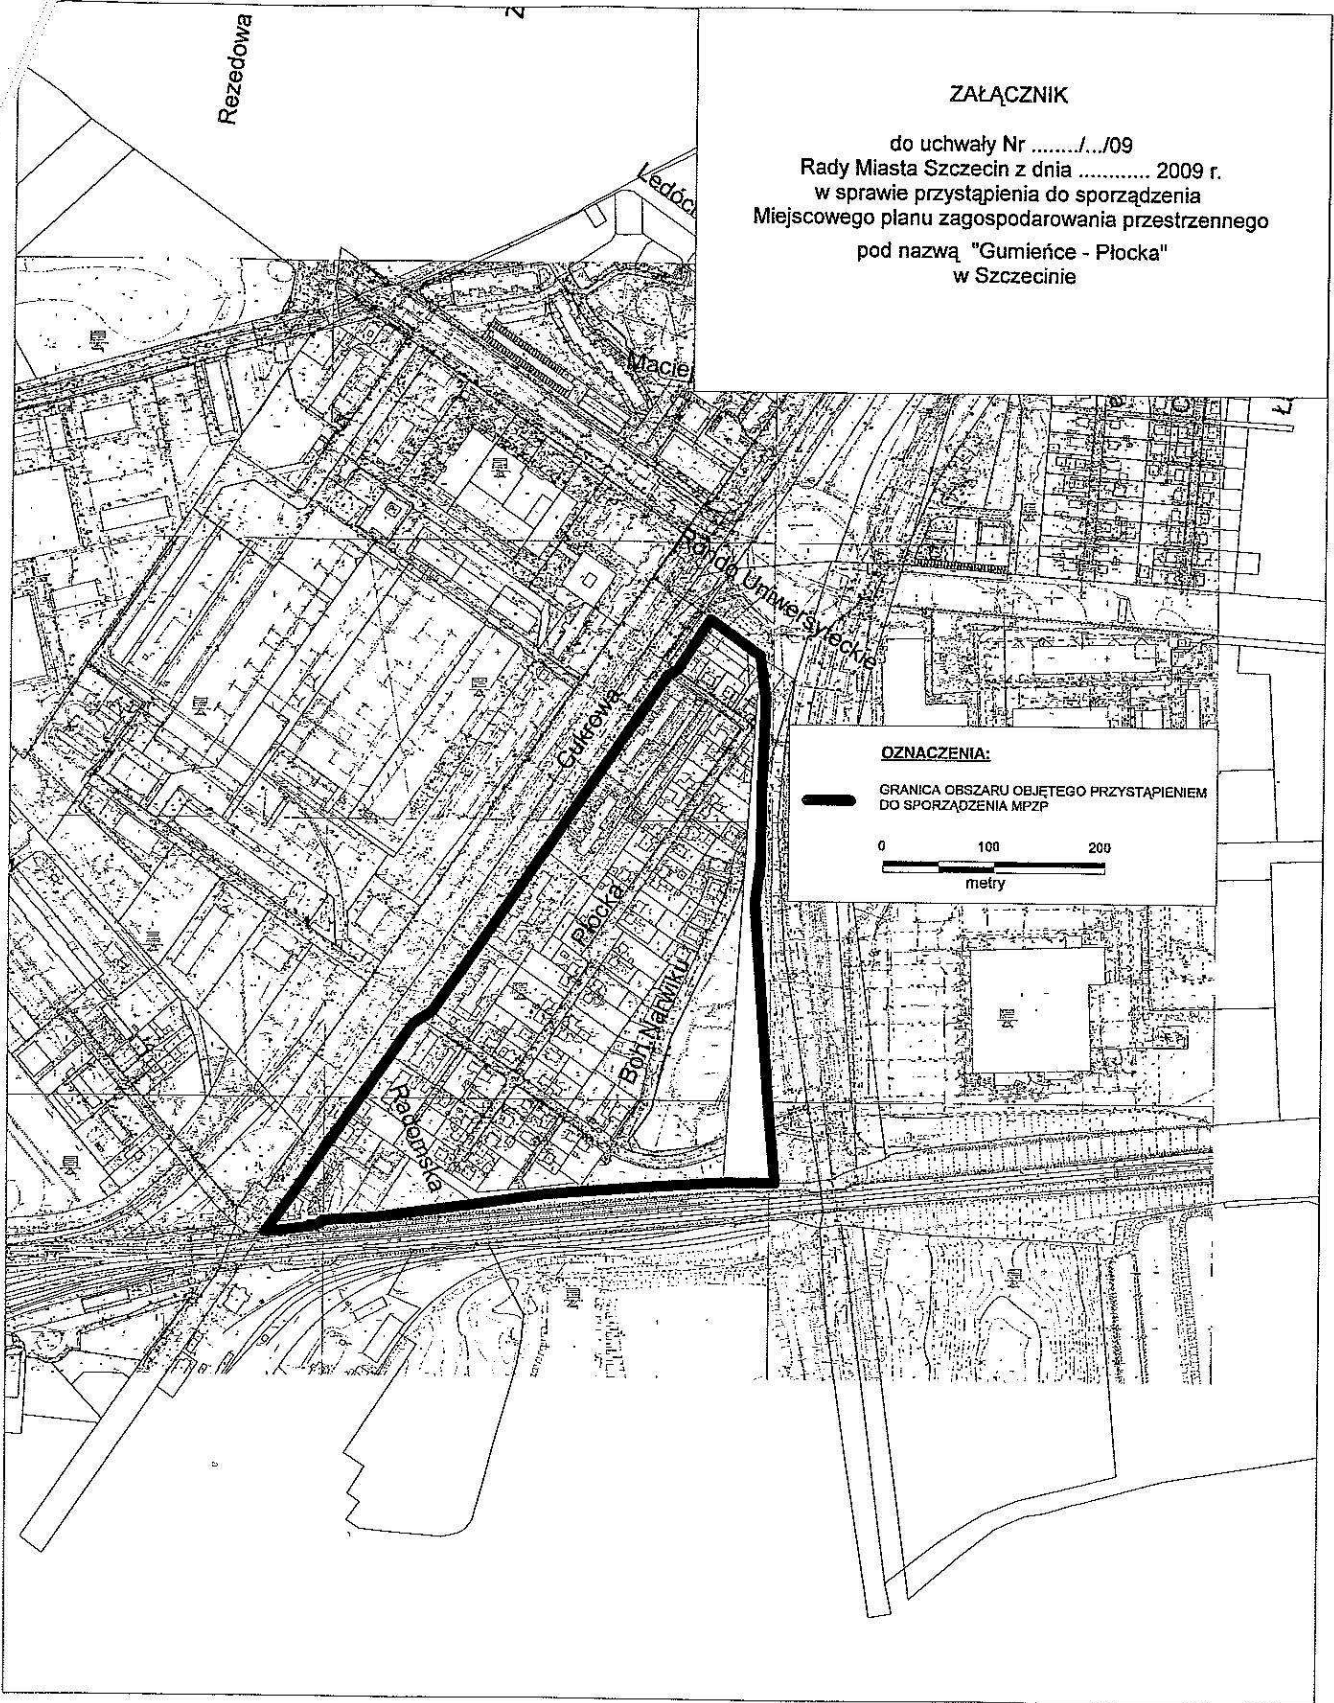 Rezedowa
ZAŁĄCZNIK
do uchwały Nr ......../.../09
Rady Miasta Szczecin z dnia ............ 2009 r.
w sprawie przystąpienia do sporządzenia
Miejscowego planu zagospodarowania przestrzennego
pod nazwą "Gumieńce - Płocka"
w Szczecinie
Ledóc
Maciej
Rondo Uniwersyteckie
Cukrowa
OZNACZENIA:
GRANICA OBSZARU OBJĘTEGO PRZYSTĄPIENIEM
DO SPORZĄDZENIA MPZP
0 100 200
metry
Płocka
Boh.Narwiku
Radomska